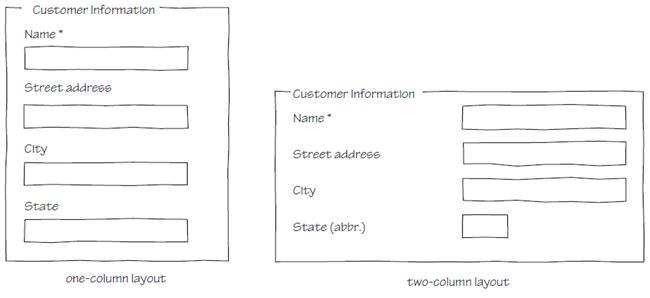 Customer Information
Name *
Street address
City
State
one-column layout
Customer Information
Name *
Street address
City
State (abbr.)
two-column layout